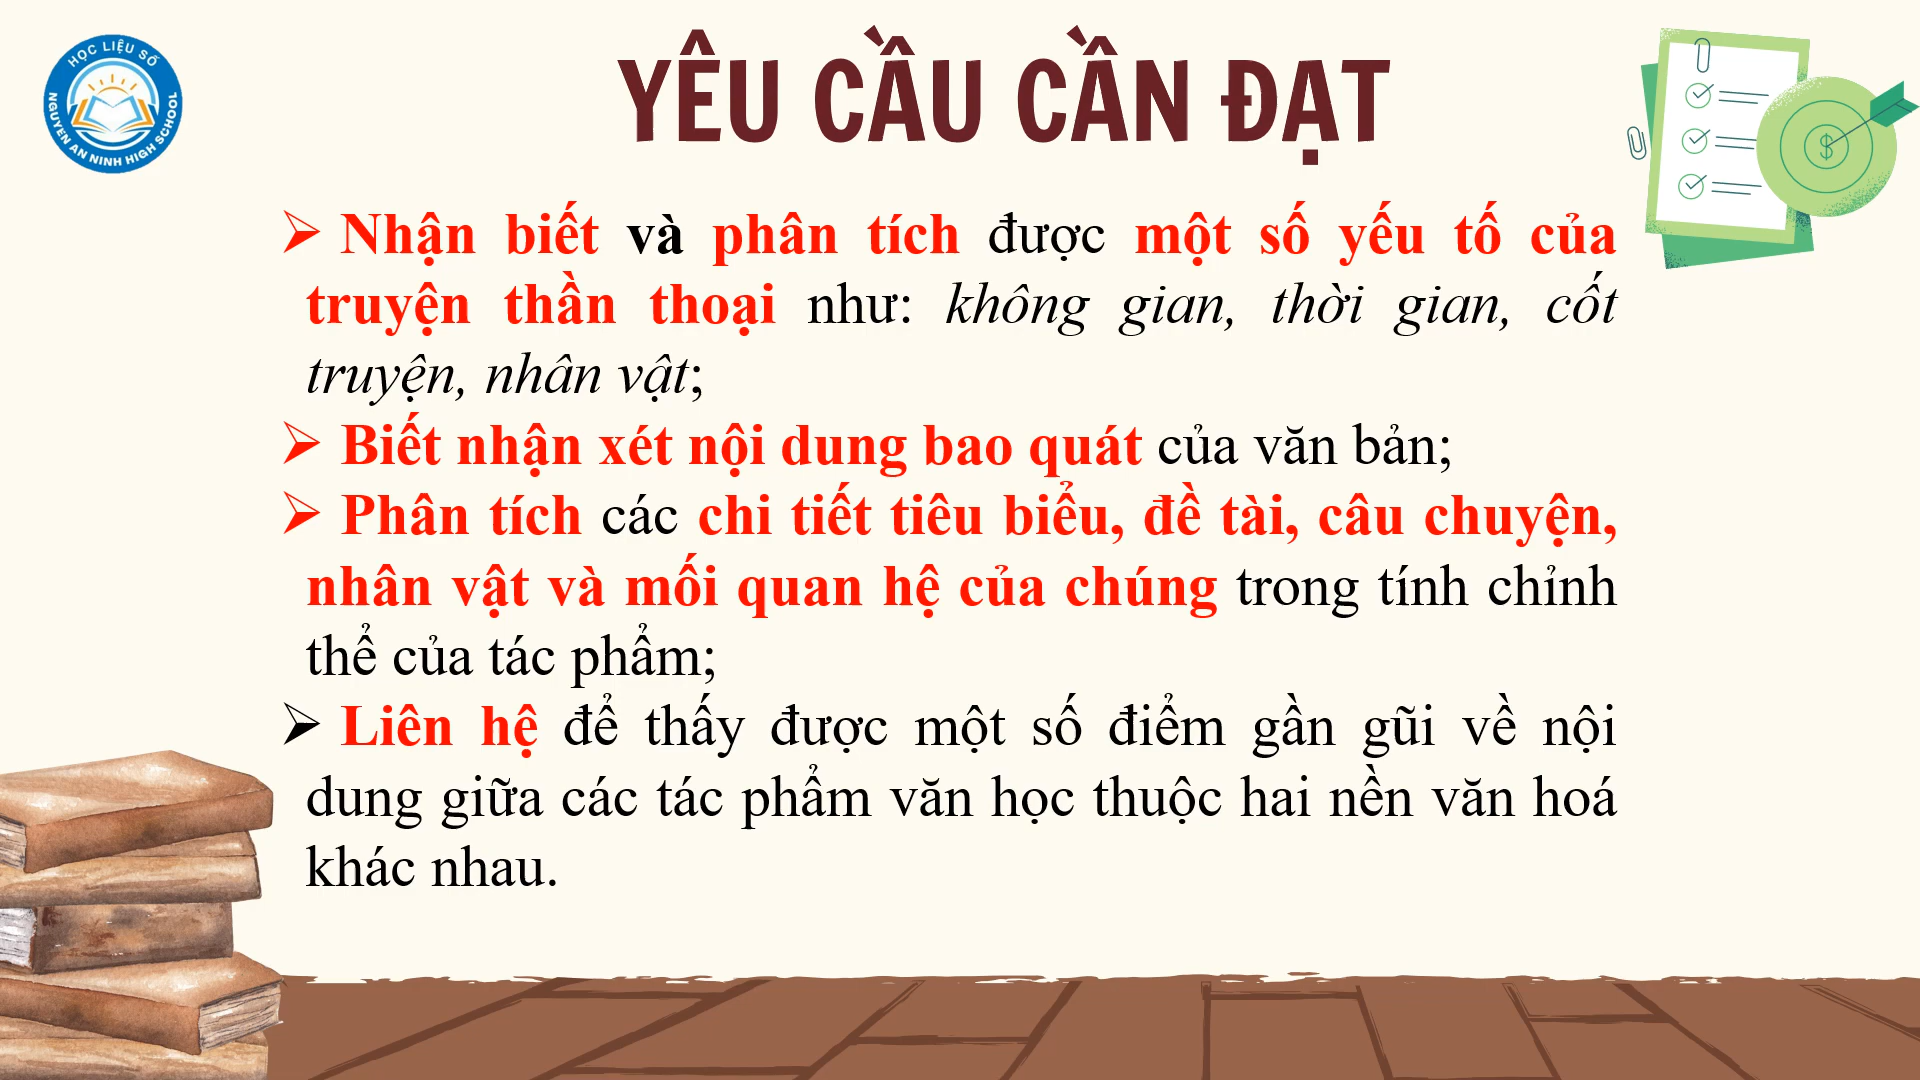 HỌC LIỆU SỐ
NGUYEN AN NINH HIGH SCHOOL
YÊU CẦU CẦN ĐẠT
➢ Nhận biết và phân tích được một số yếu tố của
truyện thần thoại như: không gian, thời gian, cốt
truyện, nhân vật;
➢ Biết nhận xét nội dung bao quát của văn bản;
➢ Phân tích các chi tiết tiêu biểu, đề tài, câu chuyện,
nhân vật và mối quan hệ của chúng trong tính chỉnh
thể của tác phẩm;
➢ Liên hệ để thấy được một số điểm gần gũi về nội
dung giữa các tác phẩm văn học thuộc hai nền văn hoá
khác nhau.
$